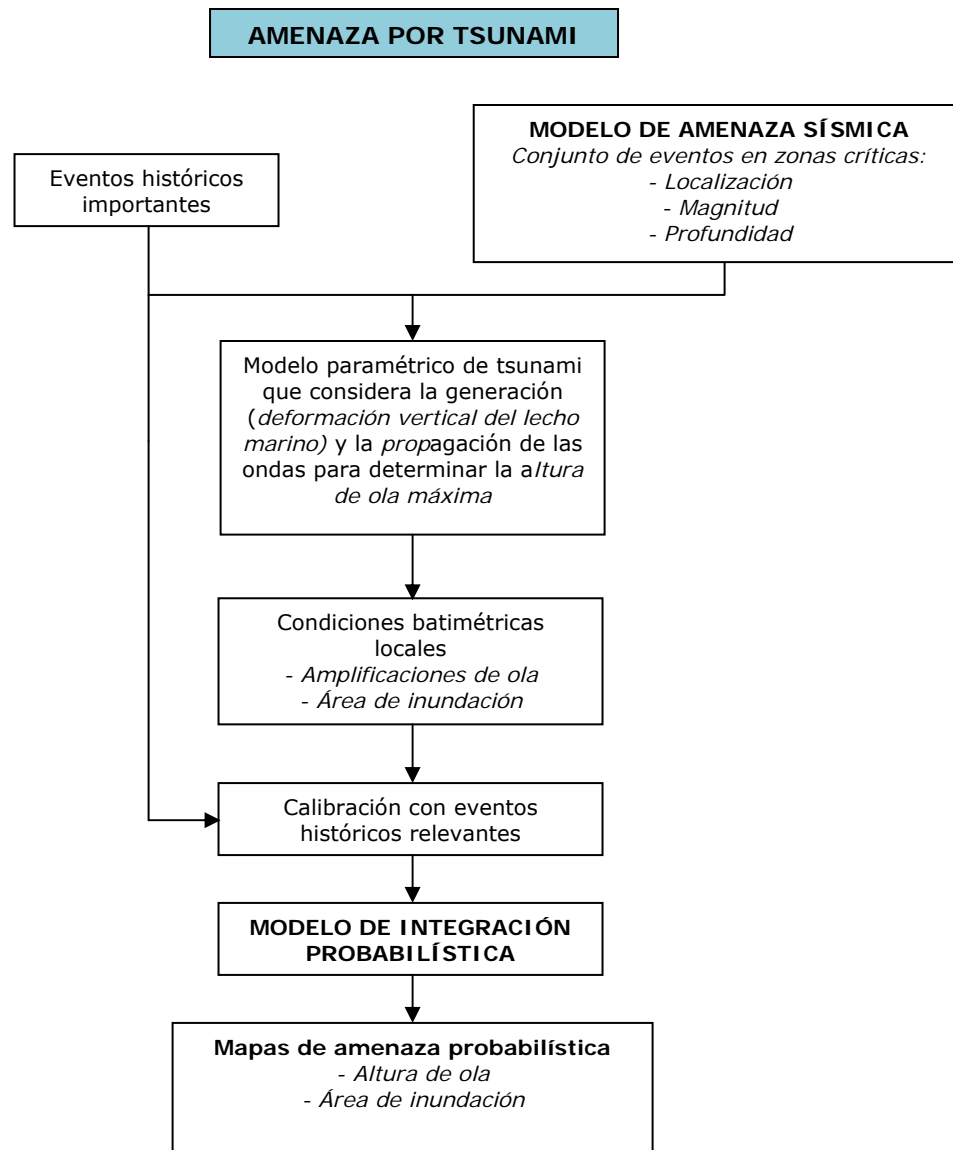 AMENAZA POR TSUNAMI
MODELO DE AMENAZA SÍSMICA
Conjunto de eventos en zonas críticas:
- Localización
- Magnitud
- Profundidad
Eventos históricos
importantes
Modelo paramétrico de tsunami
que considera la generación
(deformación vertical del lecho
marino) y la propagación de las
ondas para determinar la altura
de ola máxima
Condiciones batimétricas
locales
- Amplificaciones de ola
- Área de inundación
Calibración con eventos
históricos relevantes
MODELO DE INTEGRACIÓN
PROBABILÍSTICA
Mapas de amenaza probabilística
- Altura de ola
- Área de inundación